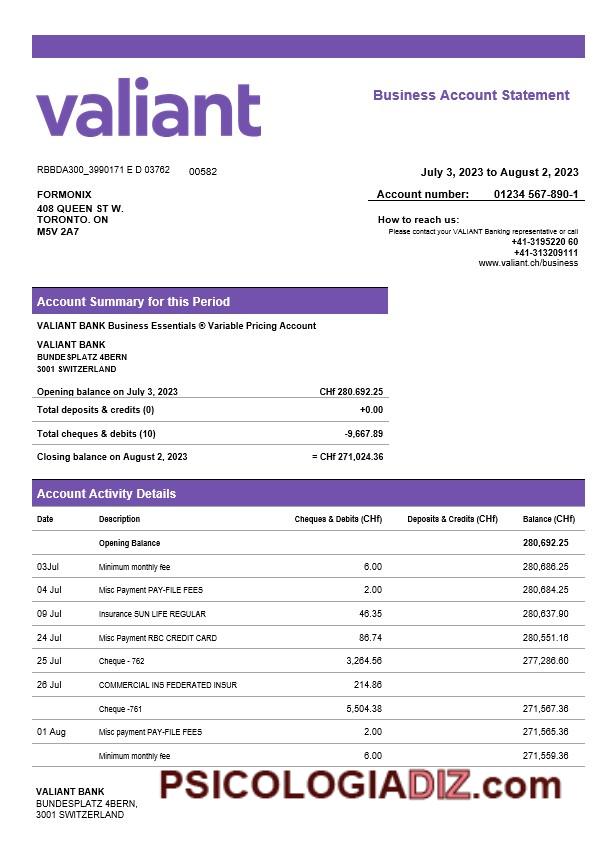 valiant
Business Account Statement
RBBDA300_3990171 E D 03762 00582
July 3, 2023 to August 2, 2023
FORMONIX
Account number: 01234 567-890-1
408 QUEEN ST W.
TORONTO. ON
M5V 2A7
How to reach us:
Please contact your VALIANT Banking representative or call
+41-3195220 60
+41-313209111
www.valiant.ch/business
Account Summary for this Period
VALIANT BANK Business Essentials ® Variable Pricing Account
VALIANT BANK
BUNDESPLATZ 4BERN
3001 SWITZERLAND
Opening balance on July 3, 2023 CHf 280.692.25
Total deposits & credits (0) +0.00
Total cheques & debits (10) -9,667.89
Closing balance on August 2, 2023 = CHf 271,024.36
Account Activity Details
Date Description Cheques & Debits (CHf) Deposits & Credits (CHf) Balance (CHf)
Opening Balance 280,692.25
03Jul Minimum monthly fee 6.00 280,686.25
04 Jul Misc Payment PAY-FILE FEES 2.00 280,684.25
09 Jul Insurance SUN LIFE REGULAR 46.35 280,637.90
24 Jul Misc Payment RBC CREDIT CARD 86.74 280,551.16
25 Jul Cheque - 762 3,264.56 277,286.60
26 Jul COMMERCIAL INS FEDERATED INSUR 214.86
Cheque -761 5,504.38 271,567.36
01 Aug Misc payment PAY-FILE FEES 2.00 271,565.36
Minimum monthly fee 6.00 271,559.36
PSICOLOGIADIZ.com
VALIANT BANK
BUNDESPLATZ 4BERN,
3001 SWITZERLAND